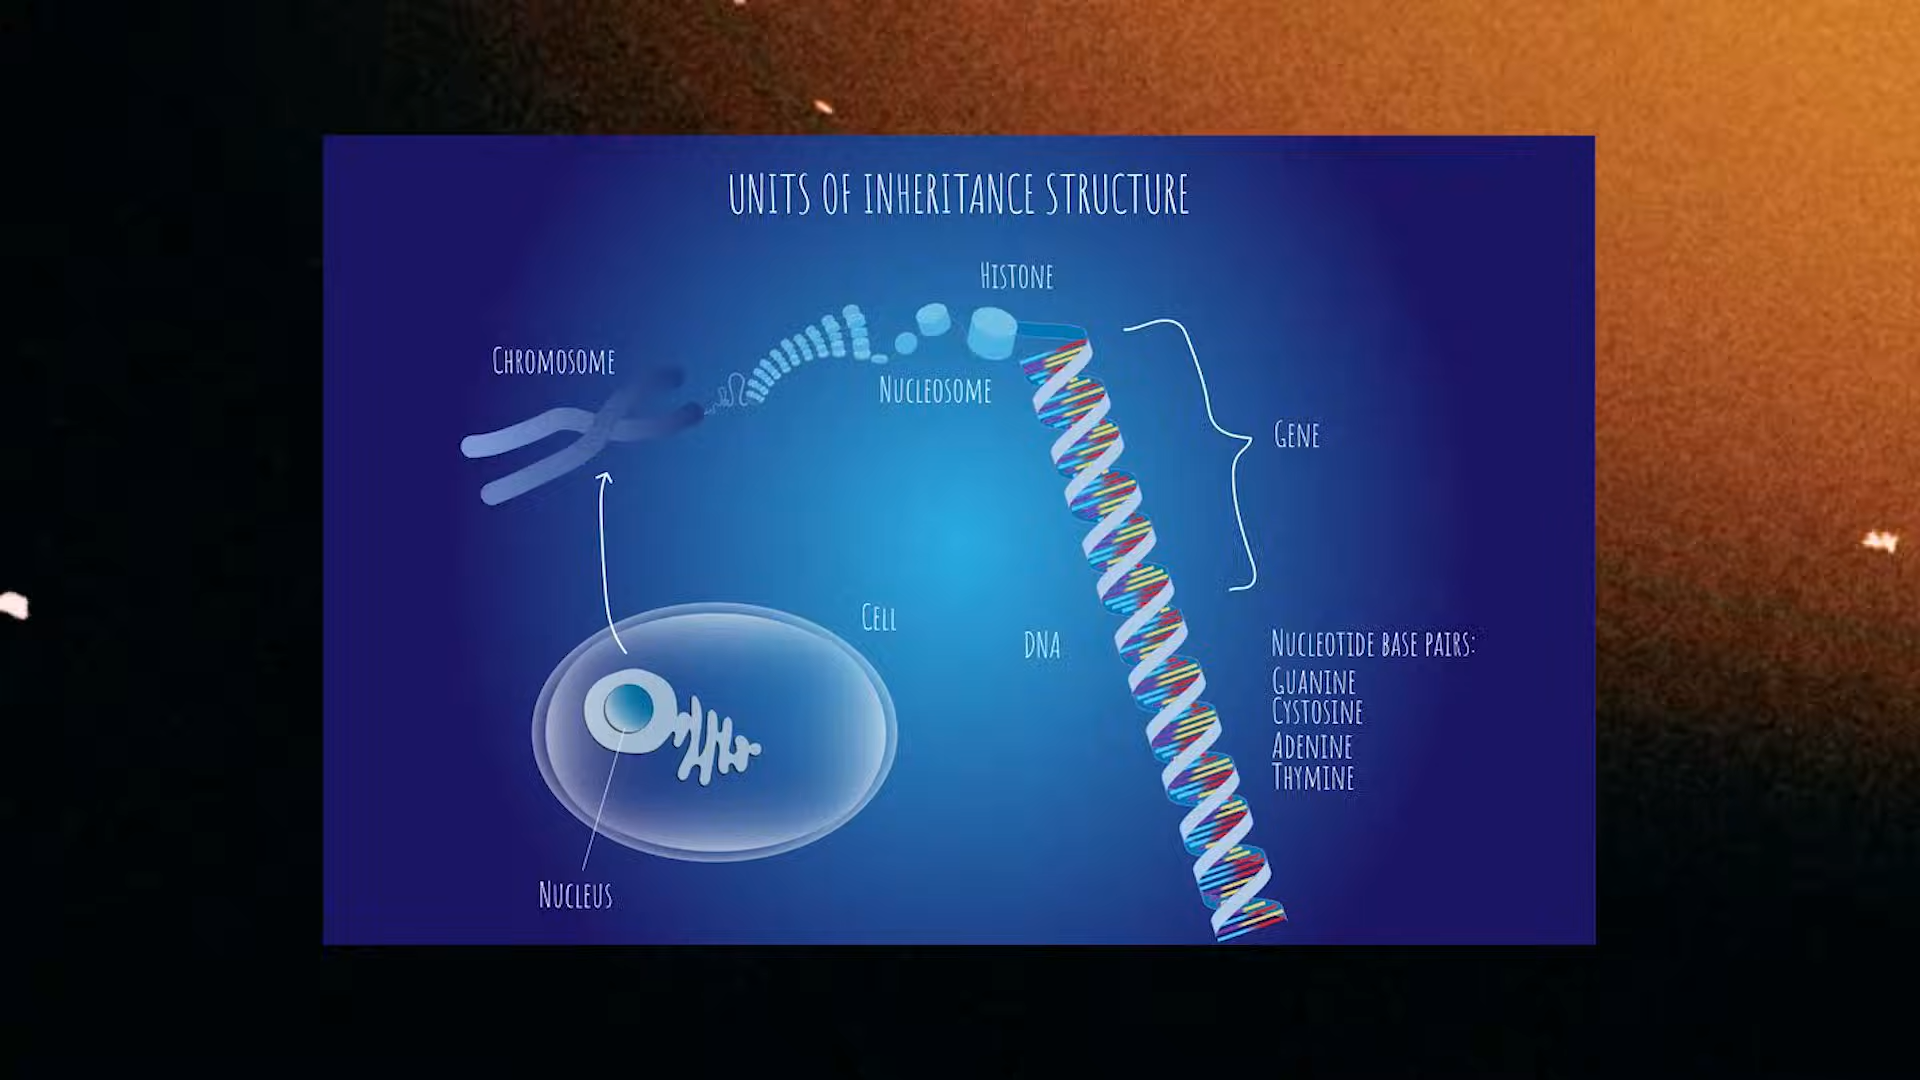 UNITS OF INHERITANCE STRUCTURE
HISTONE
CHROMOSOME
NUCLEOSOME
GENE
CELL
DNA
NUCLEOTIDE BASE PAIRS:
GUANINE
CYSTOSINE
ADENINE
THYMINE
NUCLEUS